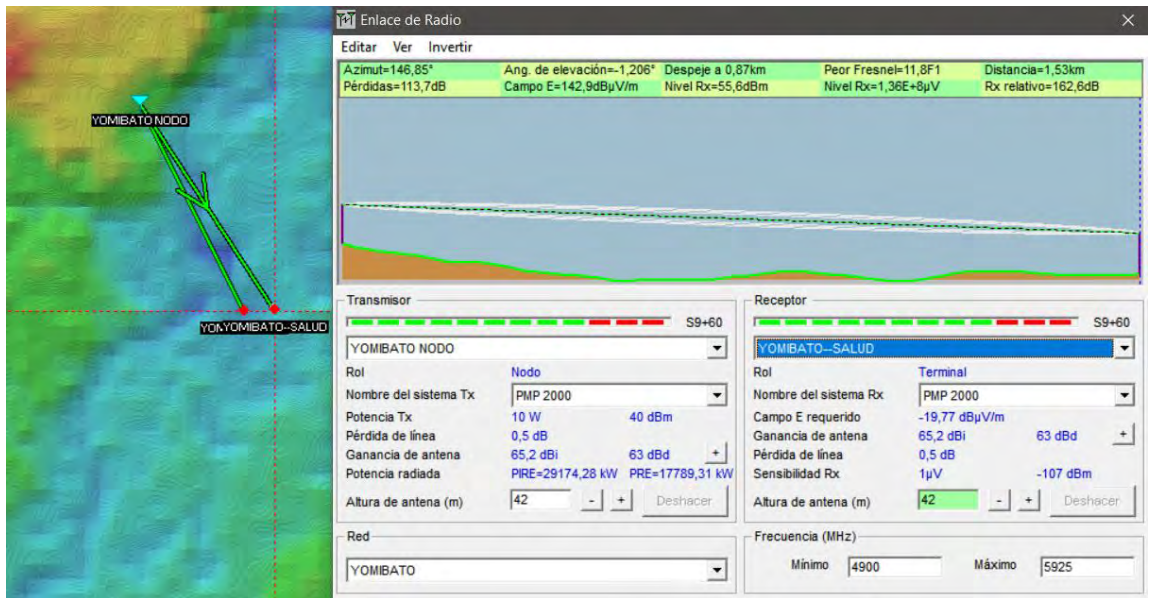 YOMIBATO NODO
YOMYOMIBATO--SALUD
Enlace de Radio
Editar Ver Invertir
Azimut=146,85° Ang. de elevación=-1,206° Despeje a 0,87km Peor Fresnel=11,8F1 Distancia=1,53km
Pérdidas=113,7dB Campo E=142,9dBµV/m Nivel Rx=55,6dBm Nivel Rx=1,36E+8µV Rx relativo=162,6dB
Transmisor
S9+60
YOMIBATO NODO
Rol Nodo
Nombre del sistema Tx PMP 2000
Potencia Tx 10 W 40 dBm
Pérdida de línea 0,5 dB
Ganancia de antena 65,2 dBi 63 dBd +
Potencia radiada PIRE=29174,28 kW PRE=17789,31 kW
Altura de antena (m) 42 - + Deshacer
Receptor
S9+60
YOMIBATO--SALUD
Rol Terminal
Nombre del sistema Rx PMP 2000
Campo E requerido -19,77 dBµV/m
Ganancia de antena 65,2 dBi 63 dBd +
Pérdida de línea 0,5 dB
Sensibilidad Rx 1µV -107 dBm
Altura de antena (m) 42 - + Deshacer
Red
YOMIBATO
Frecuencia (MHz)
Mínimo 4900 Máximo 5925